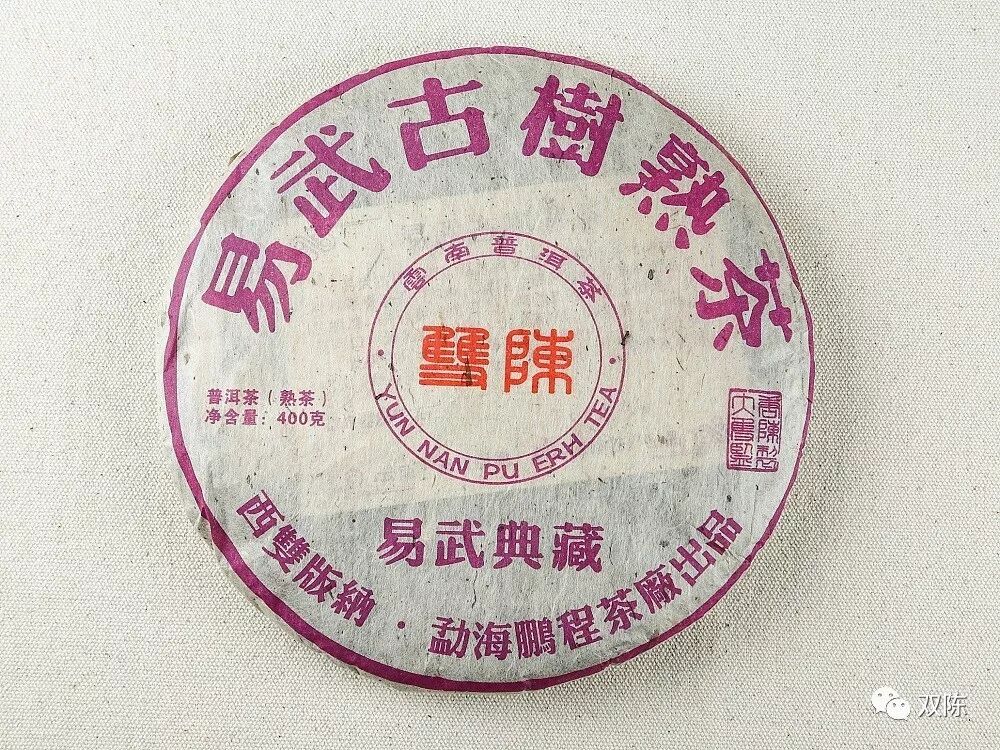 易武古樹熟茶
雲南普洱茶
雙陳
YUN NAN PU ERH TEA
普洱茶（熟茶）
净含量：400克
易武典藏
西雙版納·勐海鵬程茶廠出品
双陈